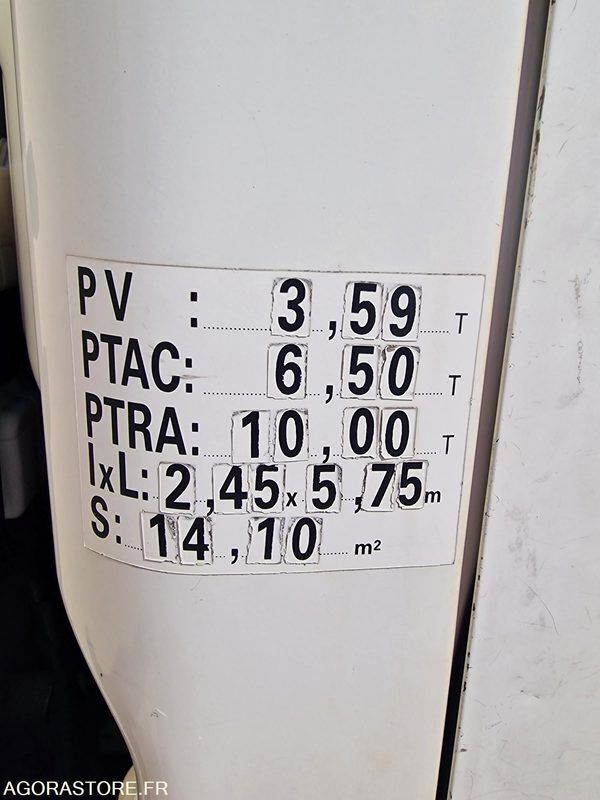 PV : 3,59 T
PTAC: 6,50 T
PTRA: 10,00 T
lxL: 2,45x5,75m
S: 14,10 m²
AGORASTORE.FR